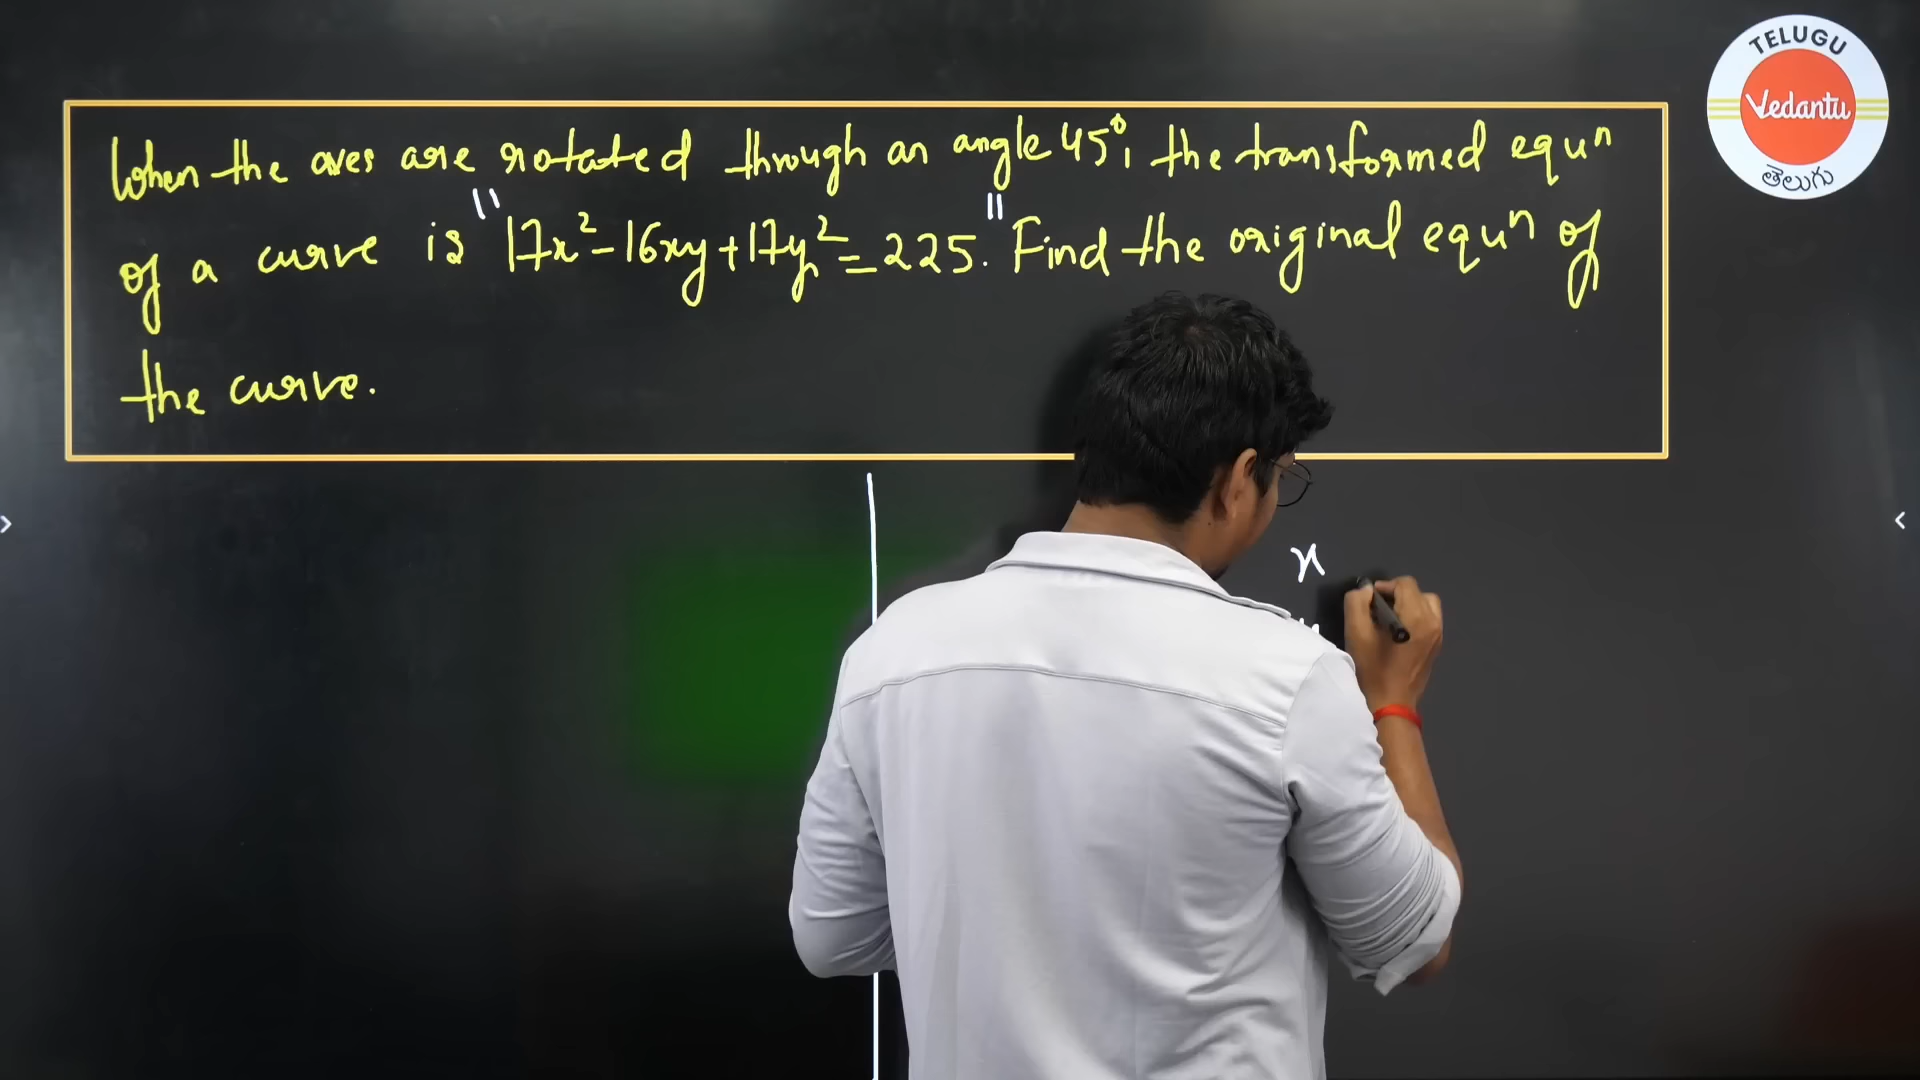 TELUGU
Vedantu
తెలుగు
When the axes are rotated through an angle 45°, the transformed equⁿ
of a curve is "17x²-16xy+17y²=225." Find the original equⁿ of
the curve.
x